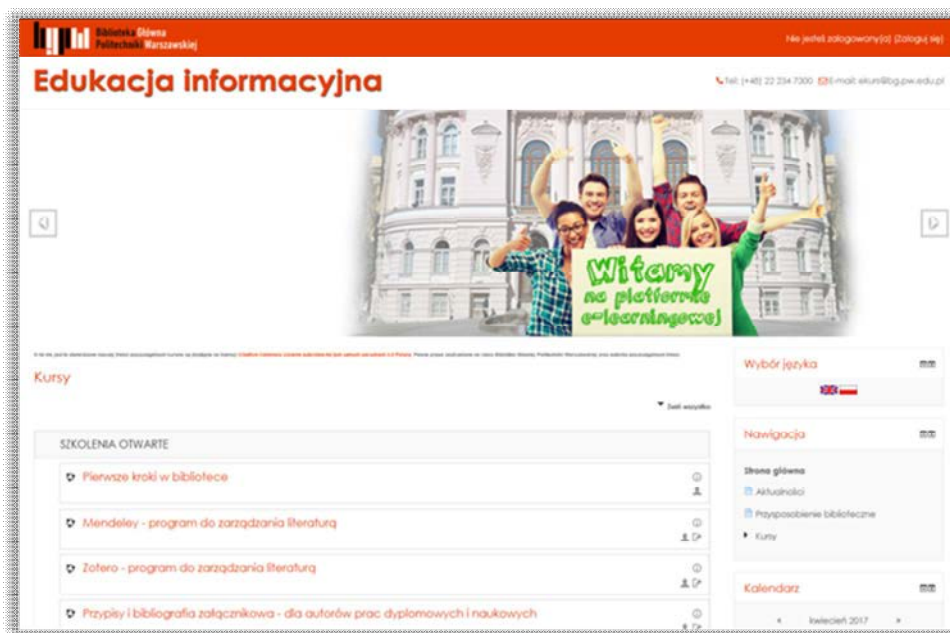 Biblioteka Główna
Politechniki Warszawskiej
Nie jesteś zalogowany(a) (Zaloguj się)
Edukacja informacyjna
Tel: (+48) 22 234 7300 E-mail: ekurs@bg.pw.edu.pl
Witamy
na platformie
e-learningowej
Kursy
Zwiń wszystko
SZKOLENIA OTWARTE
Pierwsze kroki w bibliotece
Mendeley - program do zarządzania literaturą
Zotero - program do zarządzania literaturą
Przypisy i bibliografia załącznikowa - dla autorów prac dyplomowych i naukowych
Wybór języka
Nawigacja
Strona główna
Aktualności
Przysposobienie biblioteczne
Kursy
Kalendarz
kwiecień 2017